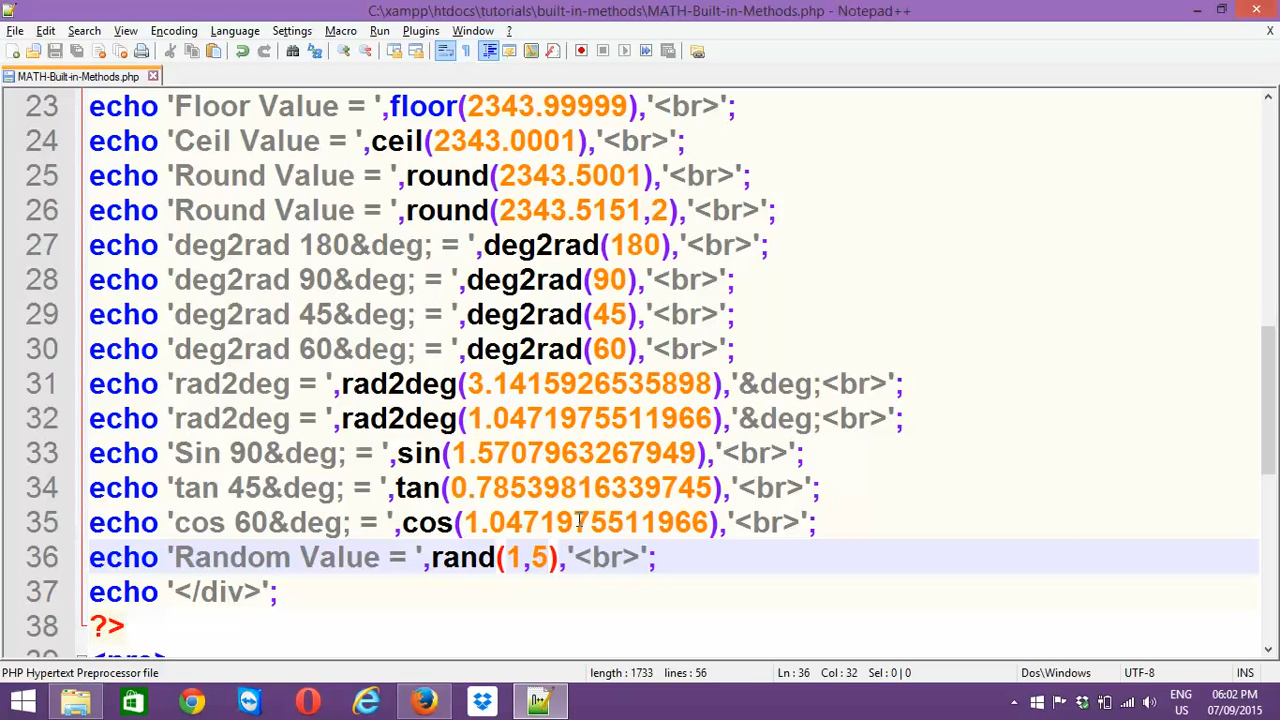 C:\xampp\htdocs\tutorials\built-in-methods\MATH-Built-in-Methods.php - Notepad++
File Edit Search View Encoding Language Settings Macro Run Plugins Window ? X
MATH-Built-in-Methods.php
23 echo 'Floor Value = ',floor(2343.99999),'<br>';
24 echo 'Ceil Value = ',ceil(2343.0001),'<br>';
25 echo 'Round Value = ',round(2343.5001),'<br>';
26 echo 'Round Value = ',round(2343.5151,2),'<br>';
27 echo 'deg2rad 180&deg; = ',deg2rad(180),'<br>';
28 echo 'deg2rad 90&deg; = ',deg2rad(90),'<br>';
29 echo 'deg2rad 45&deg; = ',deg2rad(45),'<br>';
30 echo 'deg2rad 60&deg; = ',deg2rad(60),'<br>';
31 echo 'rad2deg = ',rad2deg(3.1415926535898),'&deg;<br>';
32 echo 'rad2deg = ',rad2deg(1.0471975511966),'&deg;<br>';
33 echo 'Sin 90&deg; = ',sin(1.5707963267949),'<br>';
34 echo 'tan 45&deg; = ',tan(0.78539816339745),'<br>';
35 echo 'cos 60&deg; = ',cos(1.0471975511966),'<br>';
36 echo 'Random Value = ',rand(1,5),'<br>';
37 echo '</div>';
38 ?>
PHP Hypertext Preprocessor file length : 1733 lines : 56 Ln : 36 Col : 32 Sel : 0 | 0 Dos\Windows UTF-8 INS
ENG 06:02 PM
US 07/09/2015